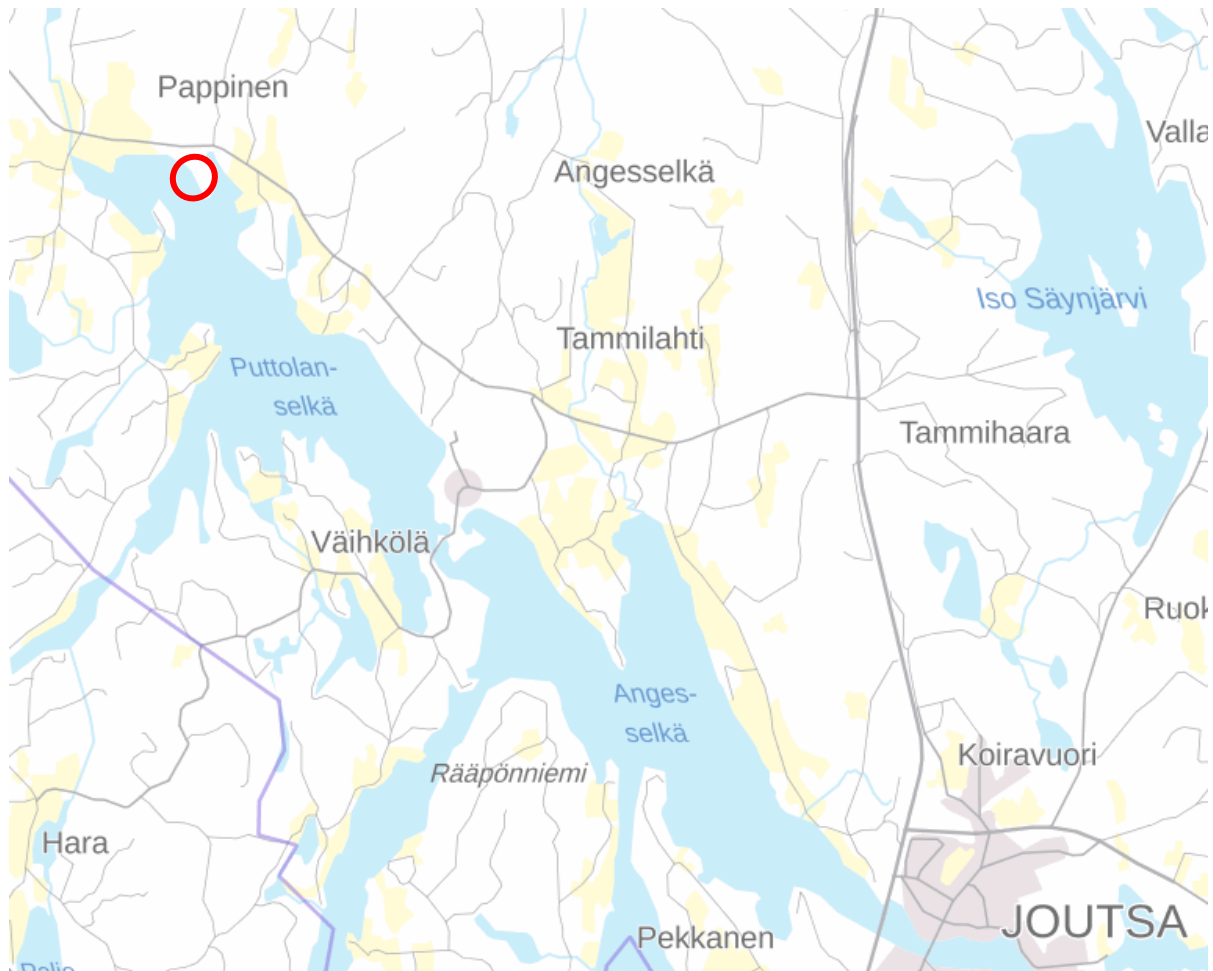 Pappinen
Valla
Angesselkä
Iso Säynjärvi
Tammilahti
Puttolan-
selkä
Tammihaara
Väihkölä
Ruok
Anges-
selkä
Koiravuori
Rääpönniemi
Hara
JOUTSA
Pekkanen